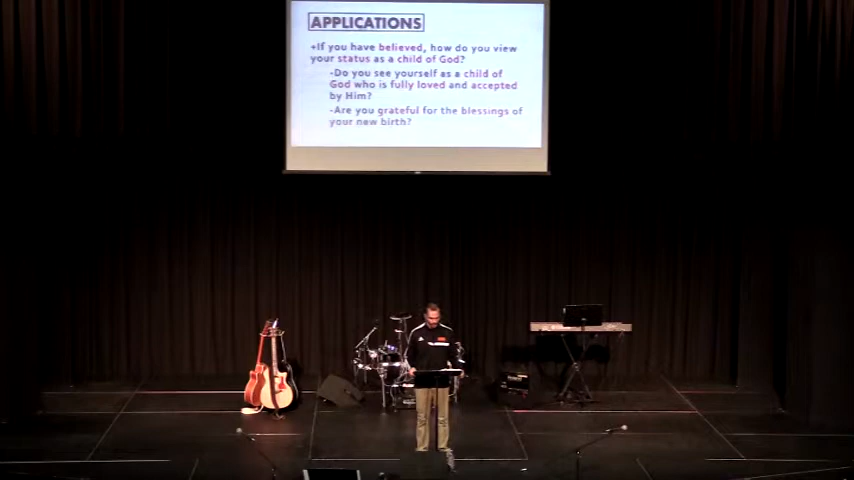 APPLICATIONS
+If you have believed, how do you view
your status as a child of God?
-Do you see yourself as a child of
God who is fully loved and accepted
by Him?
-Are you grateful for the blessings of
your new birth?